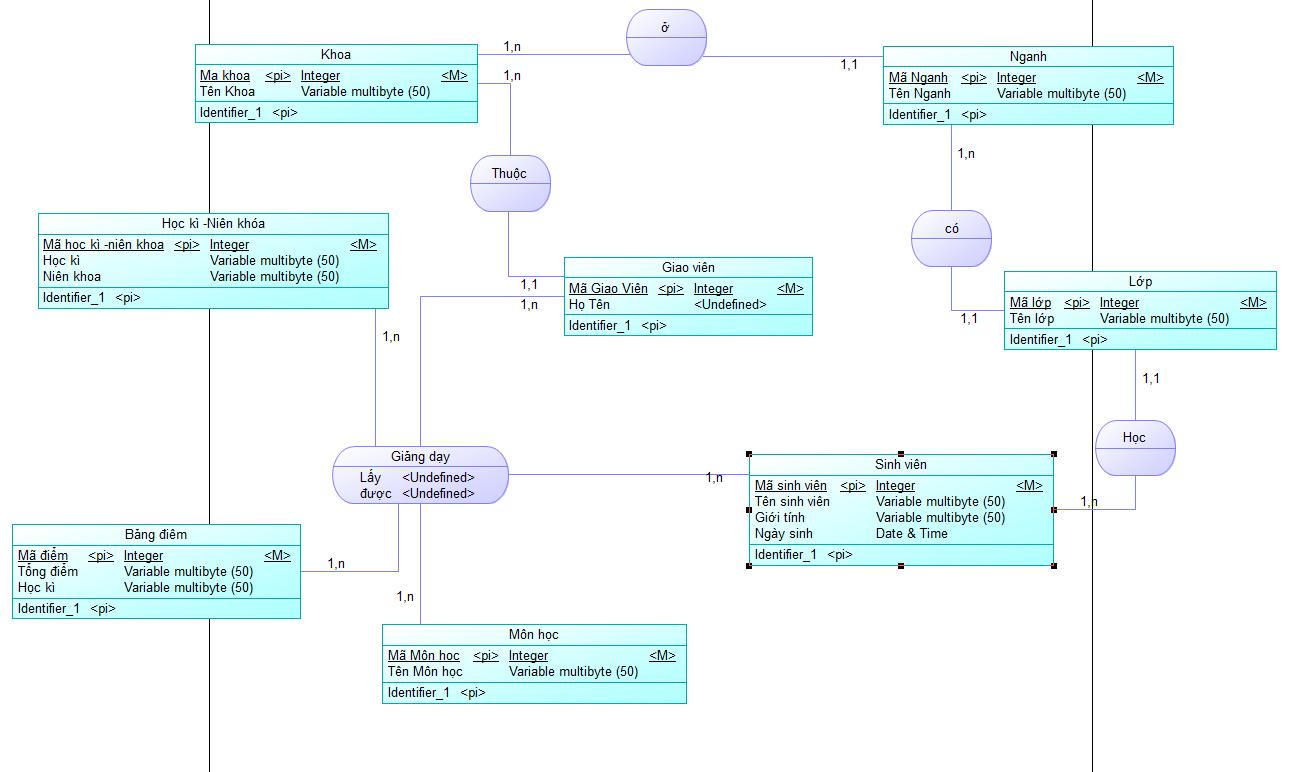 ở
1,n
1,1
Khoa
Ma khoa <pi> Integer <M>
Tên Khoa Variable multibyte (50)
Identifier_1 <pi>
Nganh
Mã Nganh <pi> Integer <M>
Tên Nganh Variable multibyte (50)
Identifier_1 <pi>
1,n
1,n
Thuộc
có
Học kì -Niên khóa
Mã hoc kì -niên khoa <pi> Integer <M>
Học kì Variable multibyte (50)
Niên khoa Variable multibyte (50)
Identifier_1 <pi>
Giao viên
Mã Giao Viên <pi> Integer <M>
Họ Tên <Undefined>
Identifier_1 <pi>
1,1
1,n
Lớp
Mã lớp <pi> Integer <M>
Tên lớp Variable multibyte (50)
Identifier_1 <pi>
1,1
1,n
1,1
Học
Giảng dạy
Lấy <Undefined>
được <Undefined>
1,n
Sinh viên
Mã sinh viên <pi> Integer <M>
Tên sinh viên Variable multibyte (50)
Giới tính Variable multibyte (50)
Ngày sinh Date & Time
Identifier_1 <pi>
1,n
Bảng điểm
Mã điểm <pi> Integer <M>
Tổng điểm Variable multibyte (50)
Học kì Variable multibyte (50)
Identifier_1 <pi>
1,n
1,n
Môn học
Mã Môn hoc <pi> Integer <M>
Tên Môn học Variable multibyte (50)
Identifier_1 <pi>